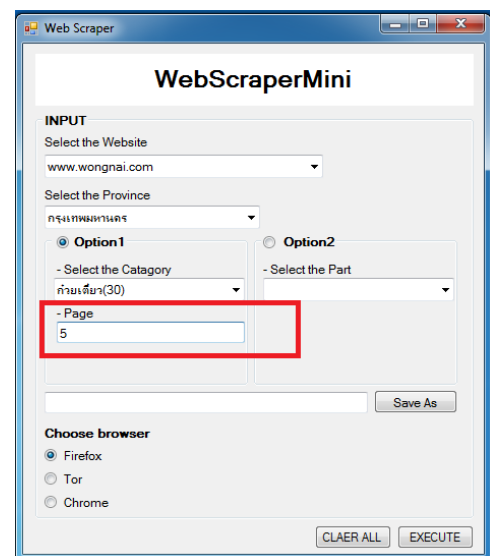 Web Scraper
WebScraperMini
INPUT
Select the Website
www.wongnai.com
Select the Province
กรุงเทพมหานคร
Option1
Option2
- Select the Catagory
- Select the Part
ก๋วยเตี๋ยว(30)
- Page
5
Save As
Choose browser
Firefox
Tor
Chrome
CLAER ALL
EXECUTE